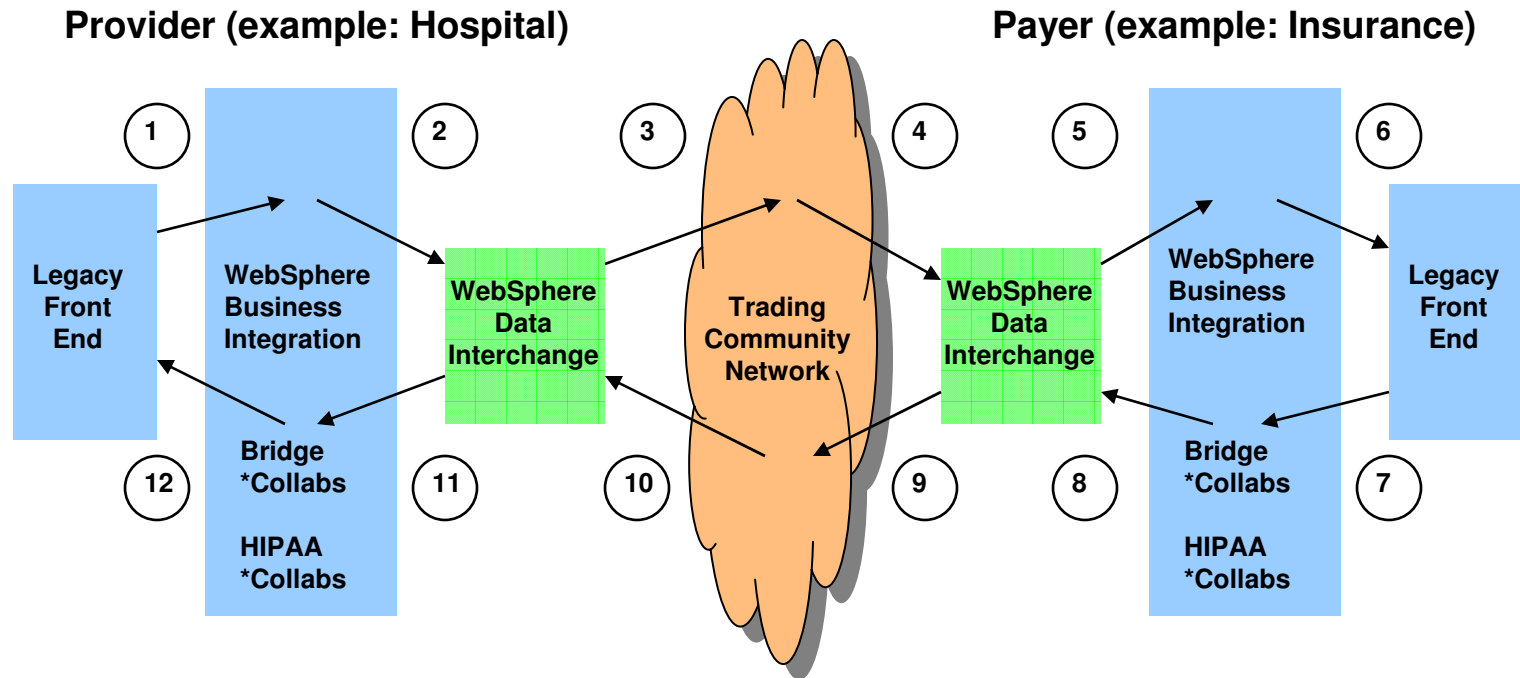 Provider (example: Hospital)
Payer (example: Insurance)
1
2
3
4
5
6
Legacy
Front
End
WebSphere
Business
Integration
WebSphere
Data
Interchange
Trading
Community
Network
WebSphere
Data
Interchange
WebSphere
Business
Integration
Legacy
Front
End
Bridge
*Collabs
HIPAA
*Collabs
Bridge
*Collabs
HIPAA
*Collabs
12
11
10
9
8
7